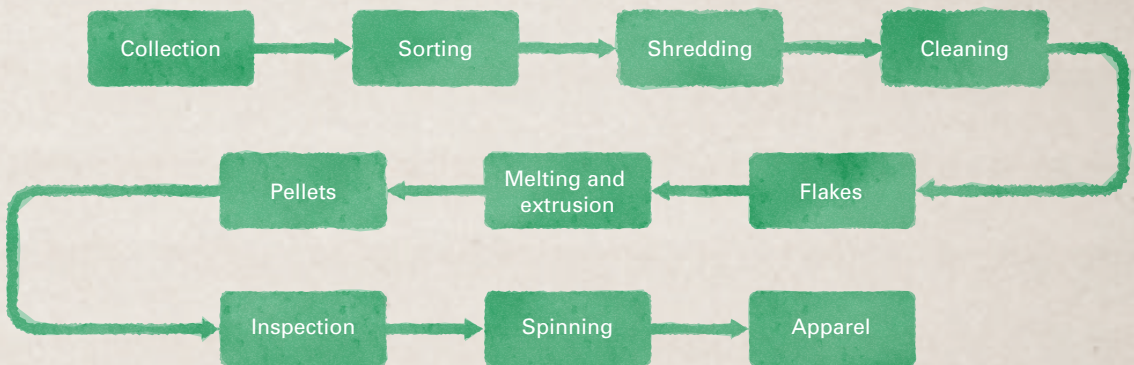 Collection
Sorting
Shredding
Cleaning
Flakes
Melting and
extrusion
Pellets
Inspection
Spinning
Apparel